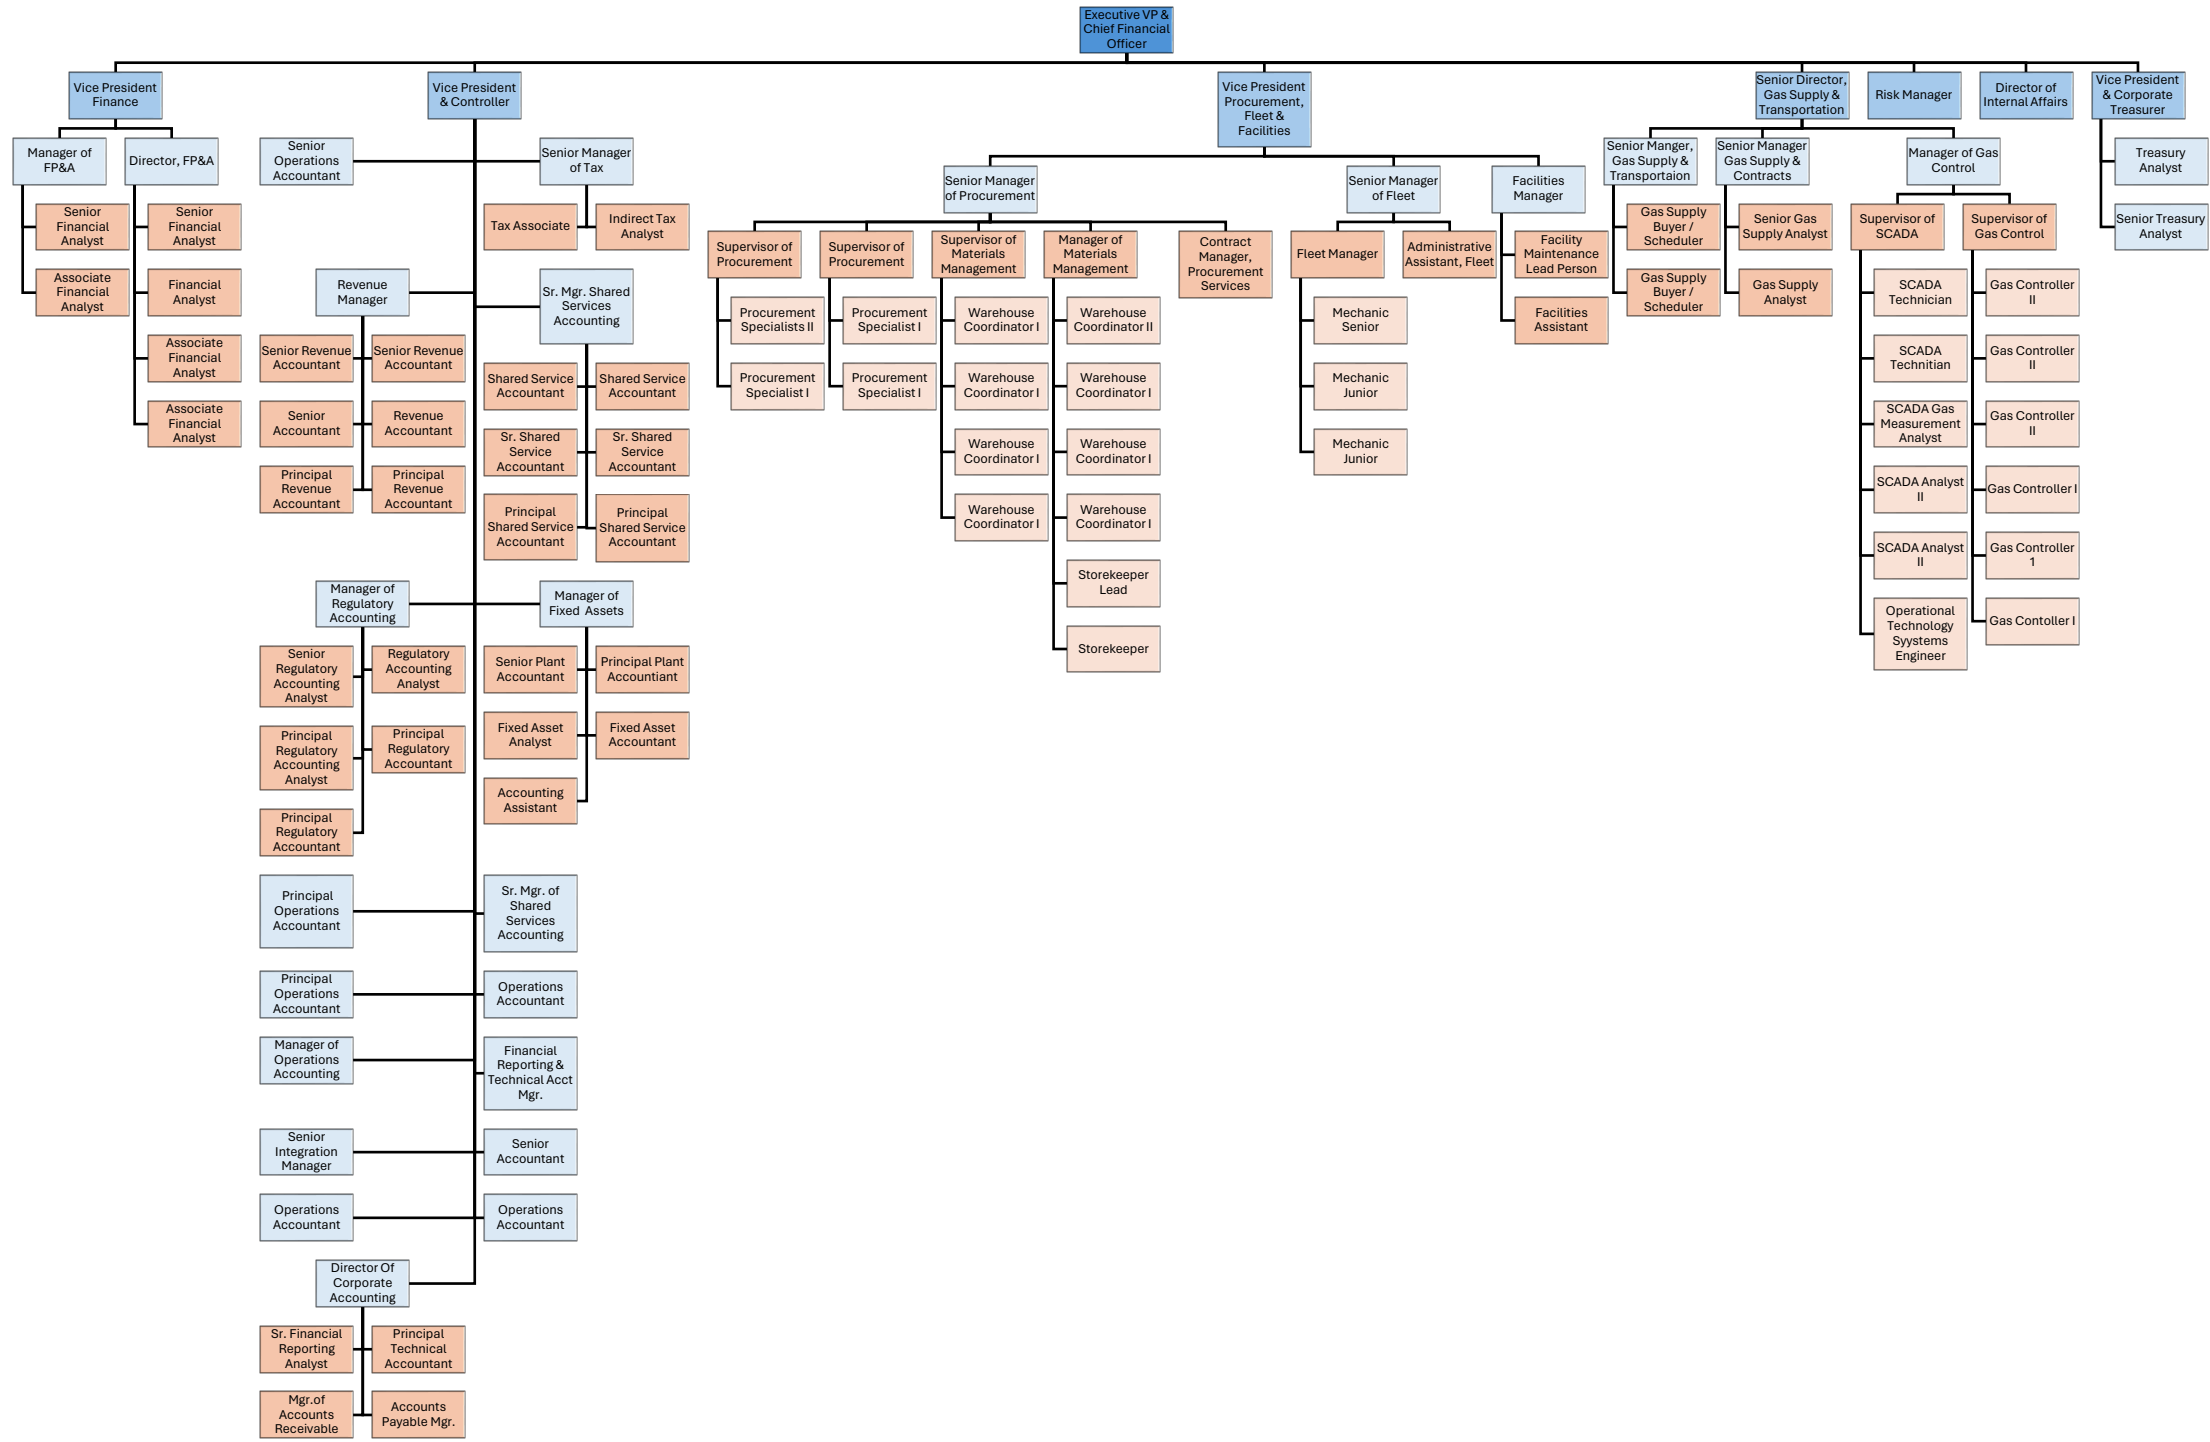 Executive VP &
Chief Financial
Officer
Vice President
Finance
Vice President
& Controller
Vice President
Procurement,
Fleet &
Facilities
Senior Director,
Gas Supply &
Transportation
Risk Manager
Director of
Internal Affairs
Vice President
& Corporate
Treasurer
Manager of
FP&A
Director, FP&A
Senior
Financial
Analyst
Associate
Financial
Analyst
Senior
Financial
Analyst
Financial
Analyst
Associate
Financial
Analyst
Associate
Financial
Analyst
Senior
Operations
Accountant
Senior Manager
of Tax
Tax Associate
Indirect Tax
Analyst
Revenue
Manager
Senior Revenue
Accountant
Senior Revenue
Accountant
Senior
Accountant
Revenue
Accountant
Principal
Revenue
Accountant
Principal
Revenue
Accountant
Sr. Mgr. Shared
Services
Accounting
Shared Service
Accountant
Shared Service
Accountant
Sr. Shared
Service
Accountant
Sr. Shared
Service
Accountant
Principal
Shared Service
Accountant
Principal
Shared Service
Accountant
Manager of
Regulatory
Accounting
Senior
Regulatory
Accounting
Analyst
Regulatory
Accounting
Analyst
Principal
Regulatory
Accounting
Analyst
Principal
Regulatory
Accountant
Principal
Regulatory
Accountant
Manager of
Fixed Assets
Senior Plant
Accountant
Principal Plant
Accountiant
Fixed Asset
Analyst
Fixed Asset
Accountant
Accounting
Assistant
Principal
Operations
Accountant
Sr. Mgr. of
Shared
Services
Accounting
Principal
Operations
Accountant
Operations
Accountant
Manager of
Operations
Accounting
Financial
Reporting &
Technical Acct
Mgr.
Senior
Integration
Manager
Senior
Accountant
Operations
Accountant
Operations
Accountant
Director Of
Corporate
Accounting
Sr. Financial
Reporting
Analyst
Principal
Technical
Accountant
Mgr.of
Accounts
Receivable
Accounts
Payable Mgr.
Senior Manager
of Procurement
Supervisor of
Procurement
Procurement
Specialists II
Procurement
Specialist I
Supervisor of
Procurement
Procurement
Specialist I
Procurement
Specialist I
Supervisor of
Materials
Management
Warehouse
Coordinator I
Warehouse
Coordinator I
Warehouse
Coordinator I
Warehouse
Coordinator I
Manager of
Materials
Management
Warehouse
Coordinator II
Warehouse
Coordinator I
Warehouse
Coordinator I
Warehouse
Coordinator I
Storekeeper
Lead
Storekeeper
Contract
Manager,
Procurement
Services
Senior Manager
of Fleet
Fleet Manager
Mechanic
Senior
Mechanic
Junior
Mechanic
Junior
Administrative
Assistant, Fleet
Facilities
Manager
Facility
Maintenance
Lead Person
Facilities
Assistant
Senior Manger,
Gas Supply &
Transportaion
Gas Supply
Buyer /
Scheduler
Gas Supply
Buyer /
Scheduler
Senior Manager
Gas Supply &
Contracts
Senior Gas
Supply Analyst
Gas Supply
Analyst
Manager of Gas
Control
Supervisor of
SCADA
SCADA
Technician
SCADA
Technitian
SCADA Gas
Measurement
Analyst
SCADA Analyst
II
SCADA Analyst
II
Operational
Technology
Syystems
Engineer
Supervisor of
Gas Control
Gas Controller
II
Gas Controller
II
Gas Controller
II
Gas Controller I
Gas Controller
1
Gas Contoller I
Treasury
Analyst
Senior Treasury
Analyst